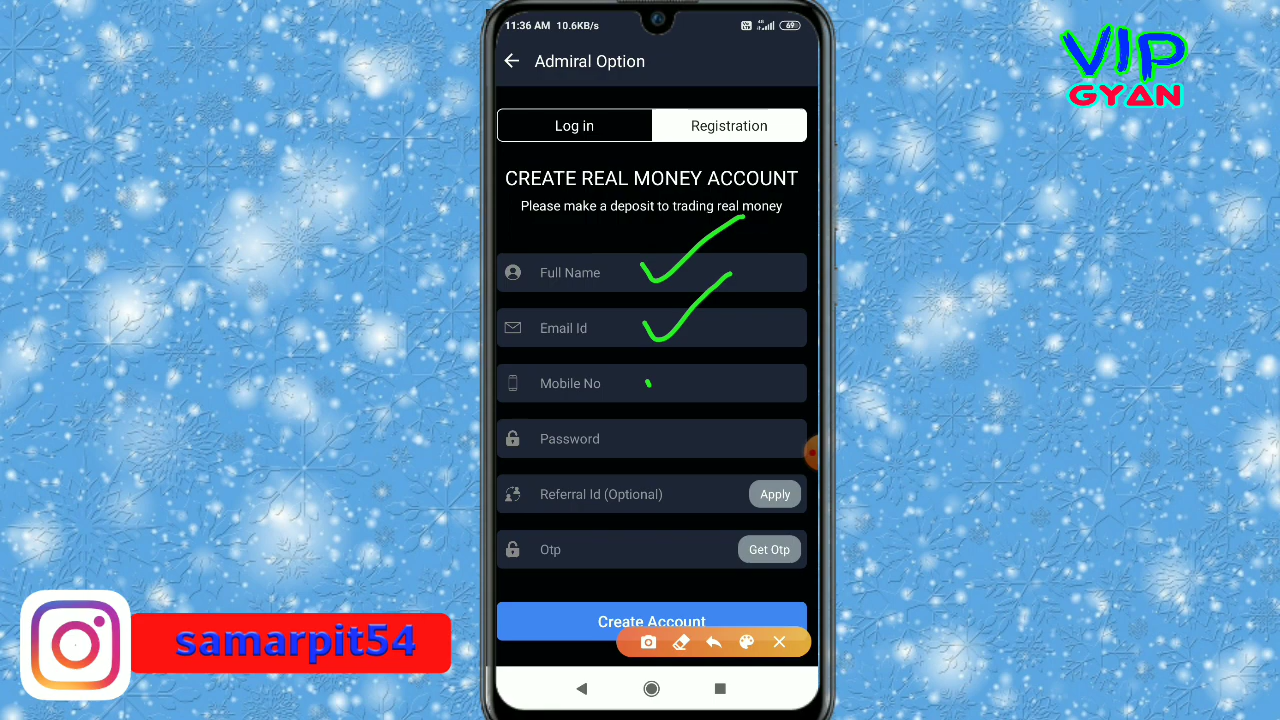 11:36 AM 10.6KB/s 4G 69
VIP
GYAN
Admiral Option
Log in Registration
CREATE REAL MONEY ACCOUNT
Please make a deposit to trading real money
Full Name
Email Id
Mobile No
Password
Referral Id (Optional) Apply
Otp Get Otp
Create Account
samarpit54